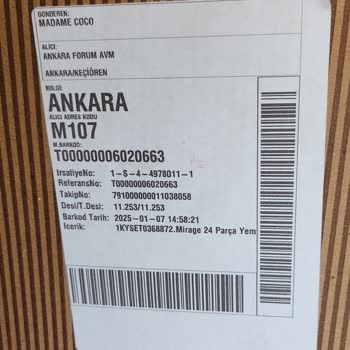 GÖNDEREN:
MADAME COCO
ALICI:
ANKARA FORUM AVM
ANKARA/KEÇİÖREN
BOLGE
ANKARA
ALICI ADRES KODU
M107
M.BARKOD:
T00000006020663
IrsaliyeNo: 1-S-4-4978011-1
ReferansNo: T00000006020663
TakipNo: 791000000011038058
Desi/T.Desi: 11.253/11.253
Barkod Tarih: 2025-01-07 14:58:21
Icerik: 1KYSET0368872.Mirage 24 Parça Yem